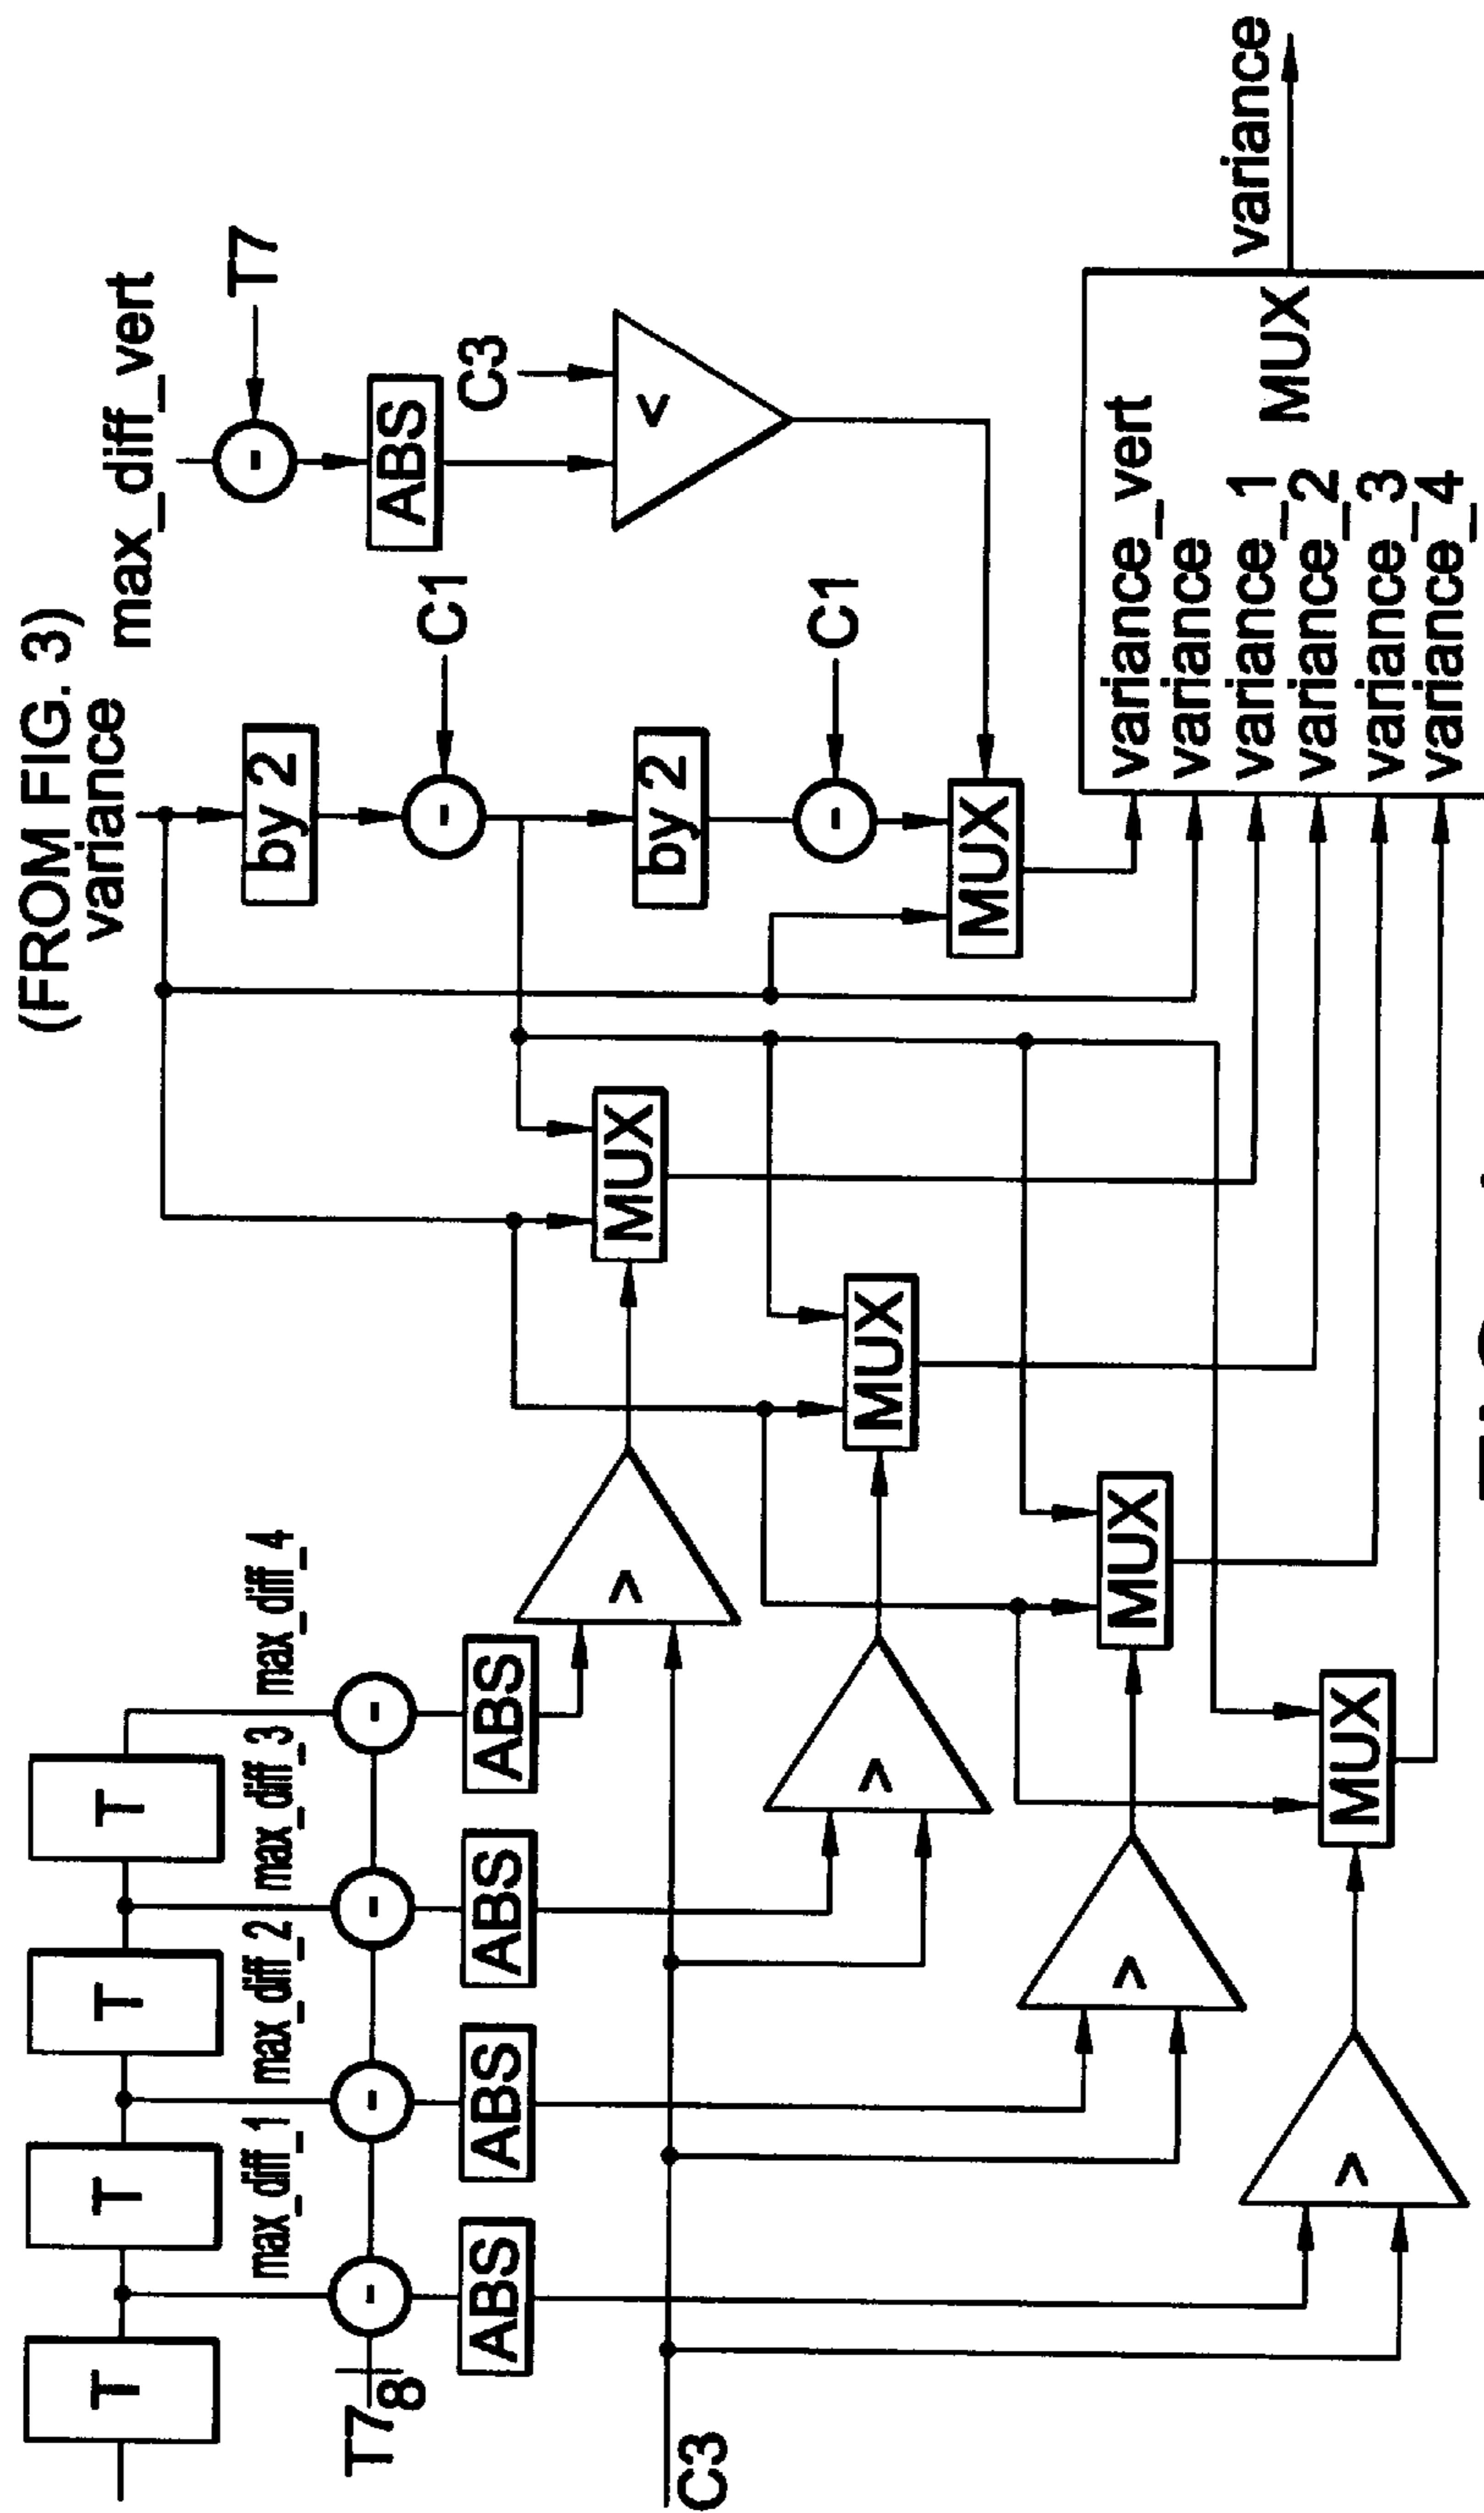 (FROM FIG. 3)
variance
max_diff_vert
T7
by 2
C1
ABS
C3
<
by 2
C1
MUX
T
T
T
T
max_diff_1
max_diff_2
max_diff_3
max_diff_4
T7
8
-
-
-
-
-
-
-
ABS
ABS
ABS
ABS
C3
>
>
>
>
MUX
MUX
MUX
MUX
variance_vert
variance
variance_1
variance_2
variance_3
variance_4
MUX
variance